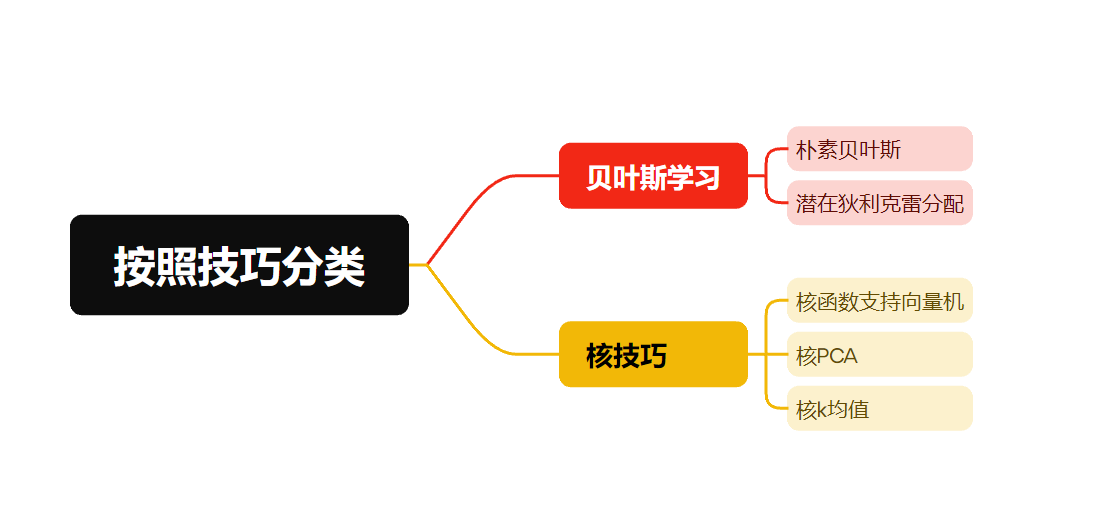 按照技巧分类
贝叶斯学习
朴素贝叶斯
潜在狄利克雷分配
核技巧
核函数支持向量机
核PCA
核k均值